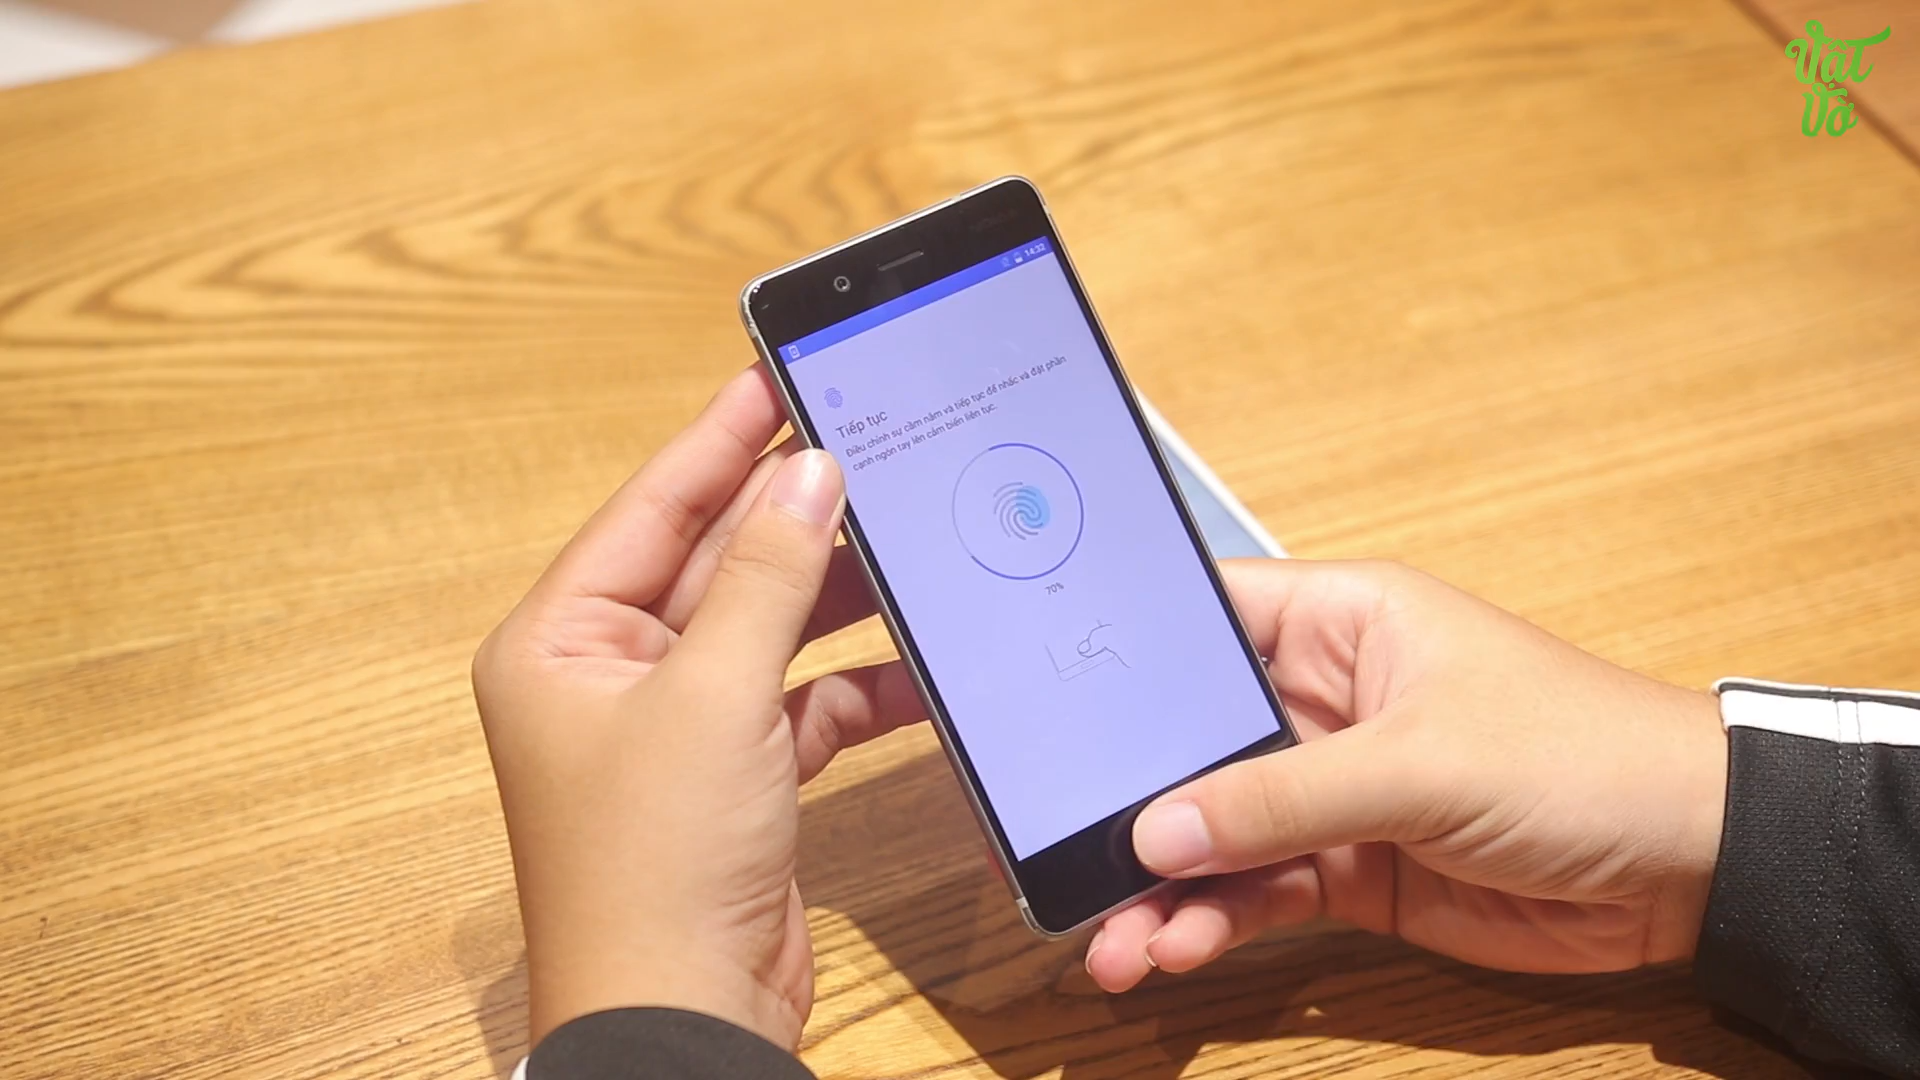 Vật
Vờ
14:32
Tiếp tục
Điều chỉnh sự cầm nắm và tiếp tục để nhấc và đặt phần
cạnh ngón tay lên cảm biến liên tục.
70%